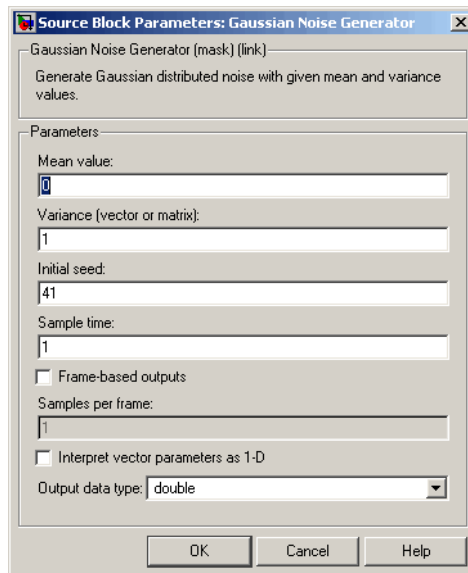 Source Block Parameters: Gaussian Noise Generator
Gaussian Noise Generator (mask) (link)
Generate Gaussian distributed noise with given mean and variance
values.
Parameters
Mean value:
0
Variance (vector or matrix):
1
Initial seed:
41
Sample time:
1
Frame-based outputs
Samples per frame:
1
Interpret vector parameters as 1-D
Output data type: double
OK Cancel Help